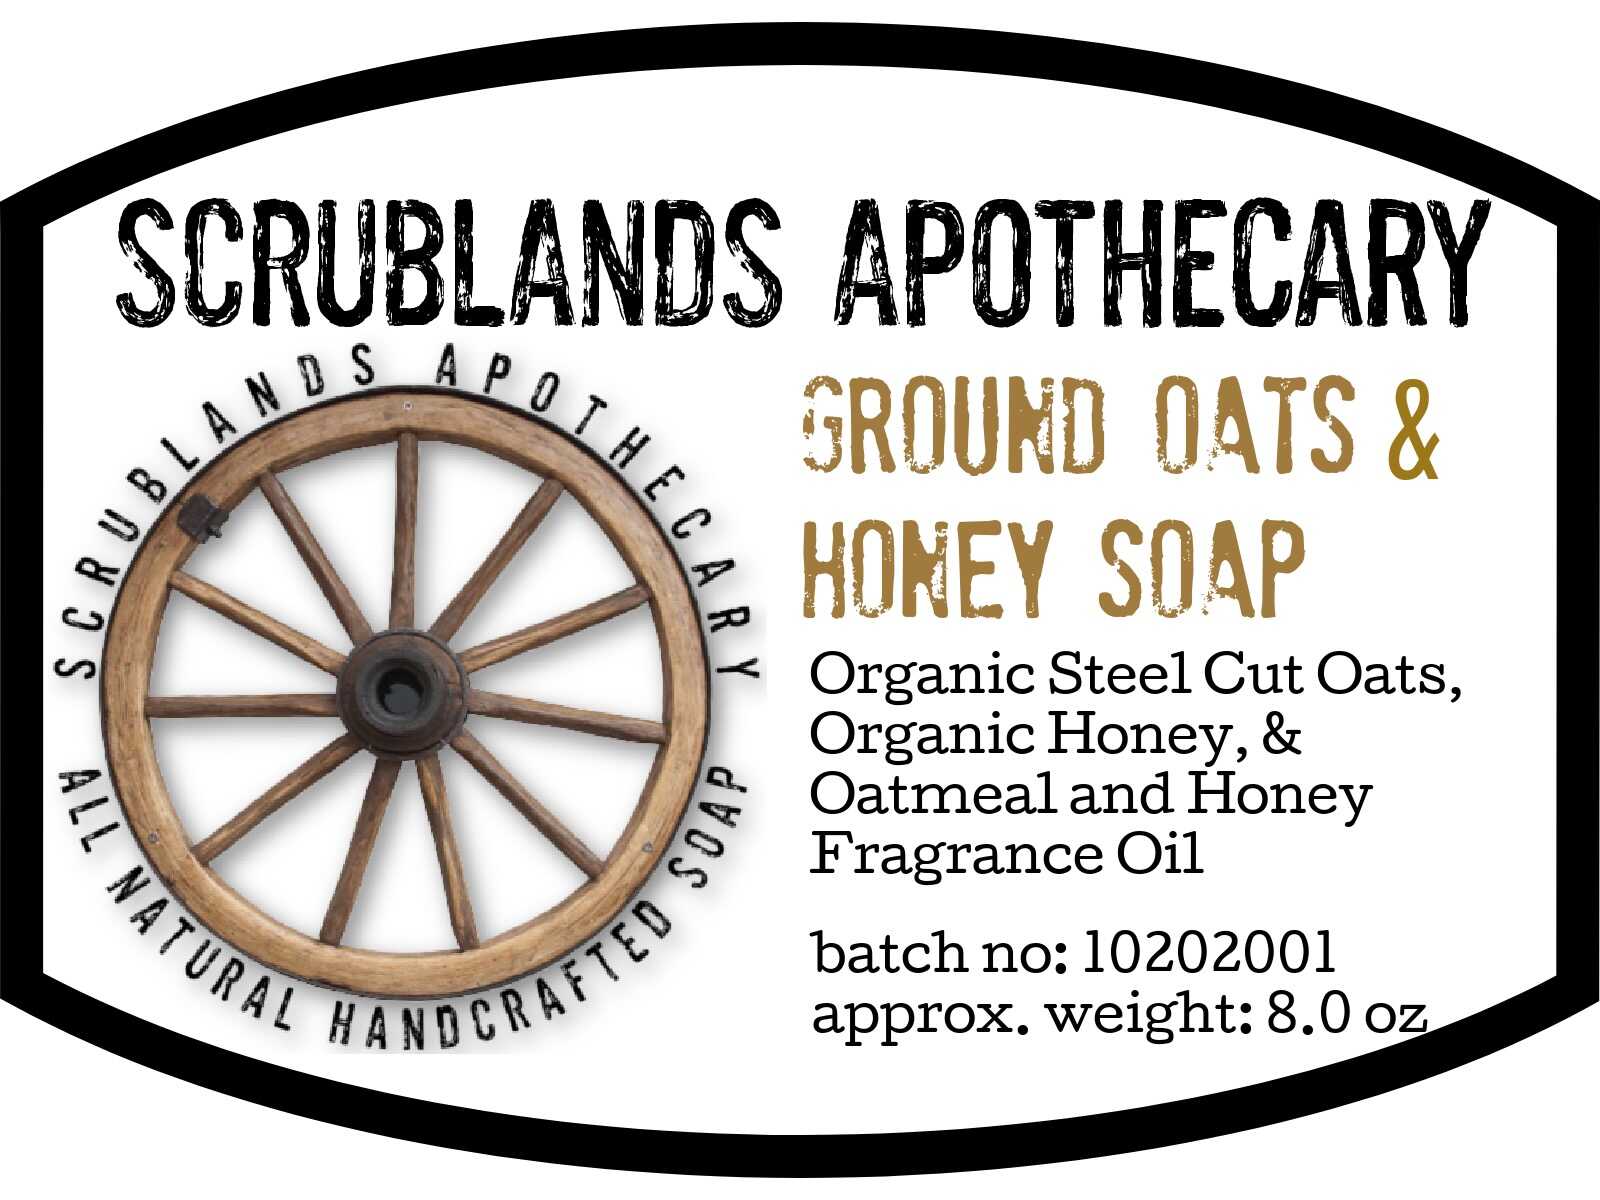 SCRUBLANDS APOTHECARY
SCRUBLANDS APOTHECARY
ALL NATURAL HANDCRAFTED SOAP
GROUND OATS &
HONEY SOAP
Organic Steel Cut Oats,
Organic Honey, &
Oatmeal and Honey
Fragrance Oil
batch no: 10202001
approx. weight: 8.0 oz